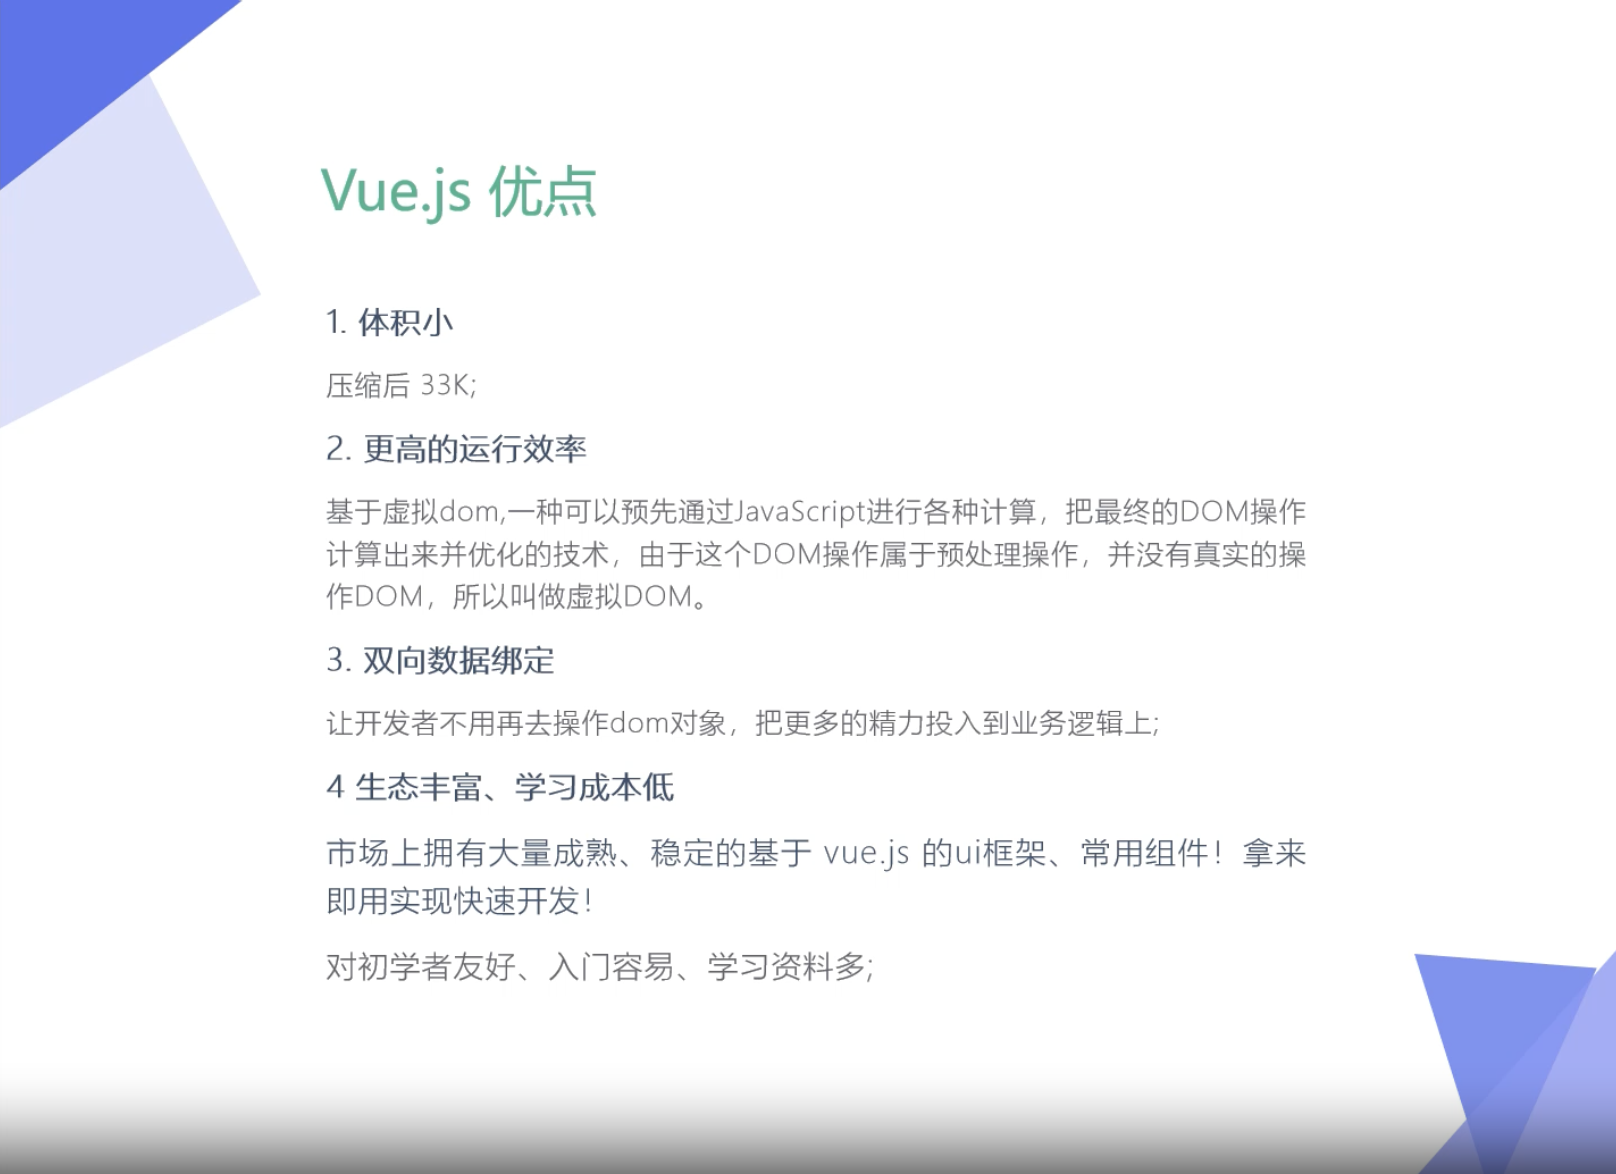 Vue.js 优点
1. 体积小
压缩后 33K;
2. 更高的运行效率
基于虚拟dom,一种可以预先通过JavaScript进行各种计算，把最终的DOM操作
计算出来并优化的技术，由于这个DOM操作属于预处理操作，并没有真实的操
作DOM，所以叫做虚拟DOM。
3. 双向数据绑定
让开发者不用再去操作dom对象，把更多的精力投入到业务逻辑上;
4 生态丰富、学习成本低
市场上拥有大量成熟、稳定的基于 vue.js 的ui框架、常用组件！拿来
即用实现快速开发！
对初学者友好、入门容易、学习资料多;